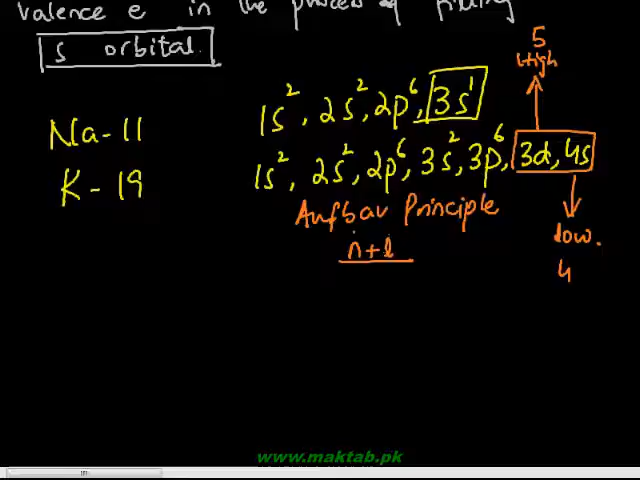 valence e in the process of filling
s orbital.
5
High
1s², 2s², 2p⁶, 3s¹
Na - 11
1s², 2s², 2p⁶, 3s², 3p⁶, 3d, 4s
K - 19
Aufbau Principle
n+l
low.
4
www.maktab.pk